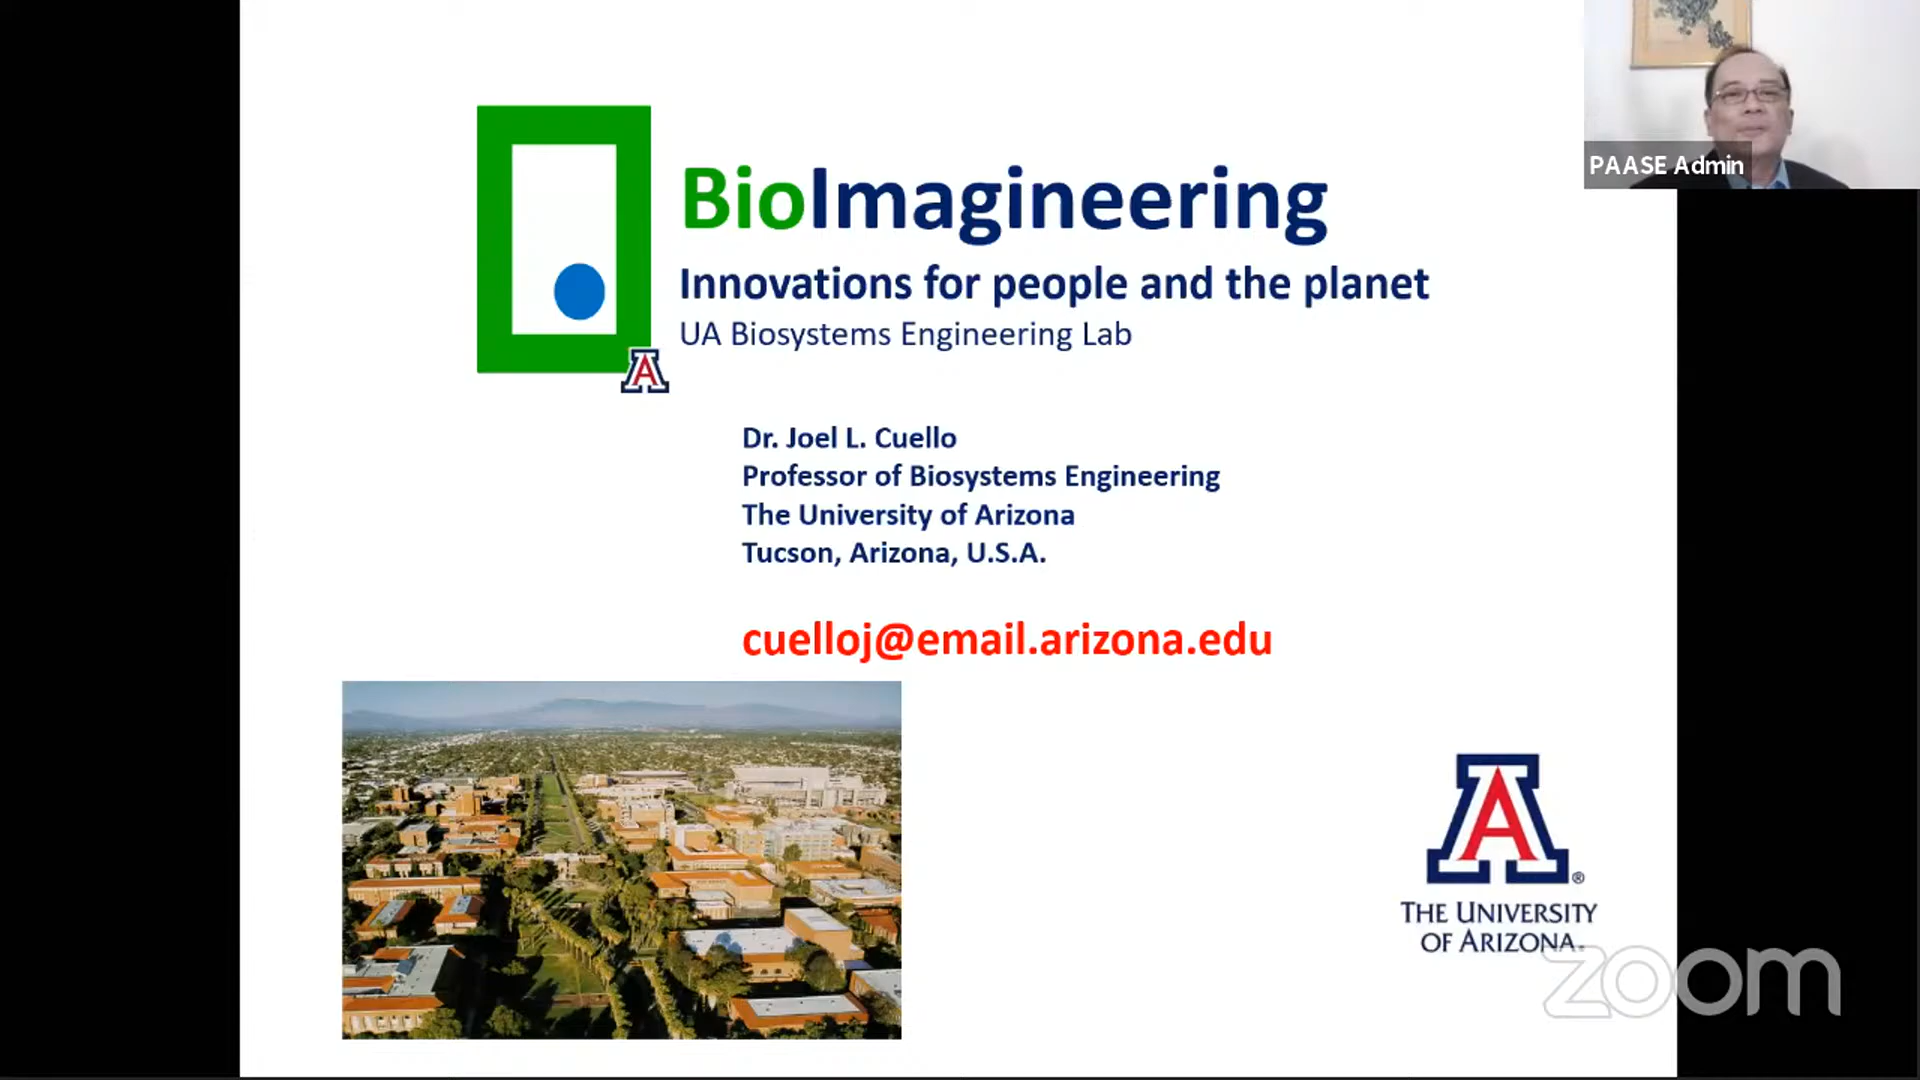 PAASE Admin
BioImagineering
Innovations for people and the planet
UA Biosystems Engineering Lab
A
Dr. Joel L. Cuello
Professor of Biosystems Engineering
The University of Arizona
Tucson, Arizona, U.S.A.
cuelloj@email.arizona.edu
A®
THE UNIVERSITY
OF ARIZONA.
zoom